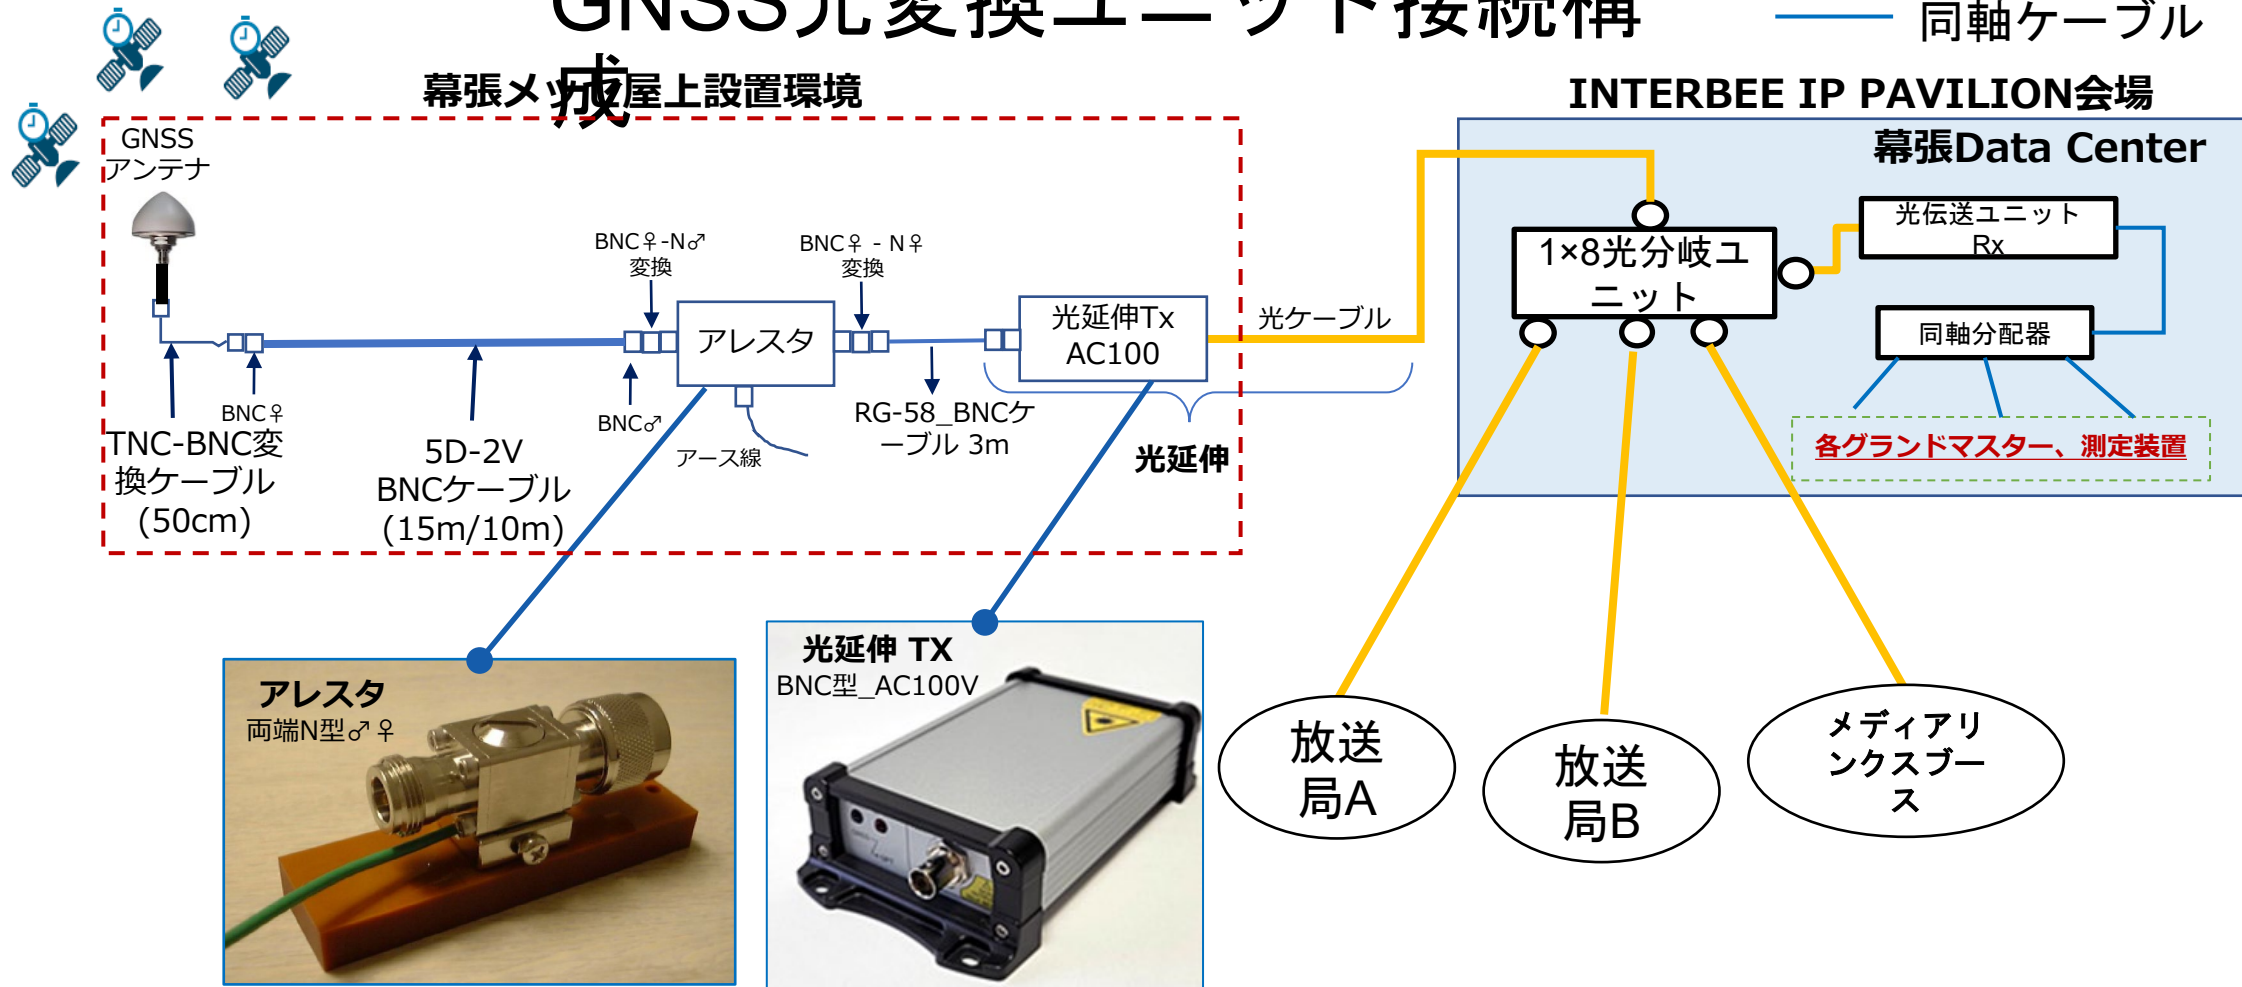 GNSS光変換ユニット接続構
成
同軸ケーブル
幕張メッセ屋上設置環境
INTERBEE IP PAVILION会場
幕張Data Center
GNSS
アンテナ
BNC♀-N♂
変換
BNC♀ - N♀
変換
アレスタ
光延伸Tx
AC100
光ケーブル
1×8光分岐ユ
ニット
光伝送ユニット
Rx
同軸分配器
各グランドマスター、測定装置
BNC♀
BNC♂
アース線
TNC-BNC変
換ケーブル
(50cm)
5D-2V
BNCケーブル
(15m/10m)
RG-58_BNCケ
ーブル 3m
光延伸
アレスタ
両端N型♂♀
光延伸 TX
BNC型_AC100V
放送
局A
放送
局B
メディアリ
ンクスブー
ス